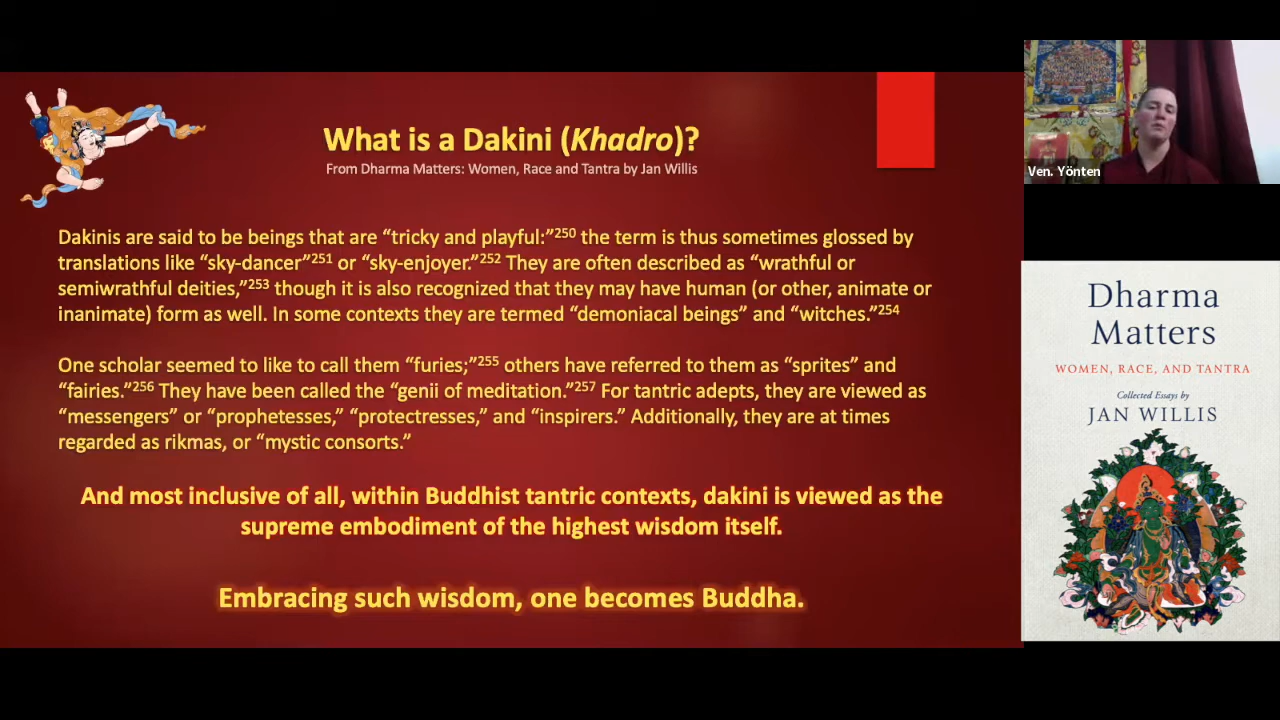 What is a Dakini (Khadro)?
From Dharma Matters: Women, Race and Tantra by Jan Willis
Dakinis are said to be beings that are “tricky and playful:”250 the term is thus sometimes glossed by
translations like “sky-dancer”251 or “sky-enjoyer.”252 They are often described as “wrathful or
semiwrathful deities,”253 though it is also recognized that they may have human (or other, animate or
inanimate) form as well. In some contexts they are termed “demoniacal beings” and “witches.”254
One scholar seemed to like to call them “furies;”255 others have referred to them as “sprites” and
“fairies.”256 They have been called the “genii of meditation.”257 For tantric adepts, they are viewed as
“messengers” or “prophetesses,” “protectresses,” and “inspirers.” Additionally, they are at times
regarded as rikmas, or “mystic consorts.”
And most inclusive of all, within Buddhist tantric contexts, dakini is viewed as the
supreme embodiment of the highest wisdom itself.
Embracing such wisdom, one becomes Buddha.
Ven. Yönten
Dharma
Matters
WOMEN, RACE, AND TANTRA
Collected Essays by
JAN WILLIS